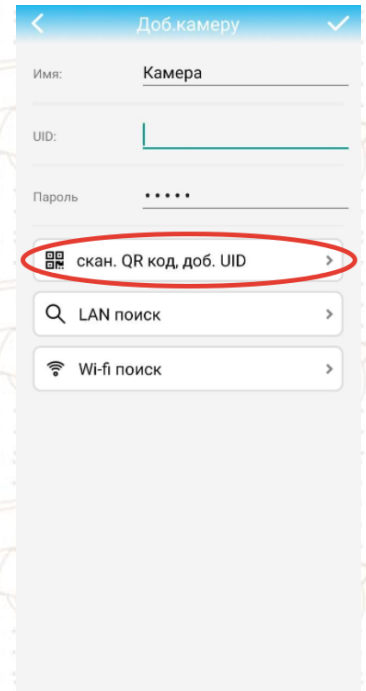 Доб.камеру
Имя: Камера
UID:
Пароль •••••
скан. QR код, доб. UID
LAN поиск
Wi-fi поиск